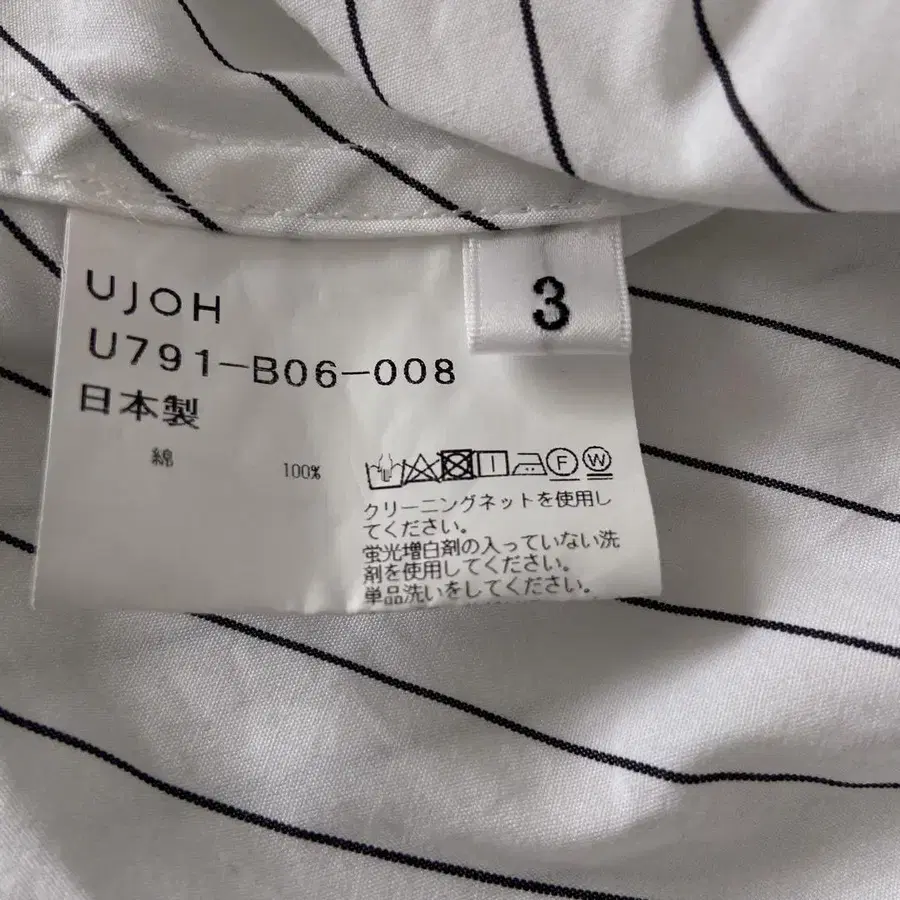 UJOH
3
U791-B06-008
日本製
綿 100%
F W
クリーニングネットを使用し
てください。
蛍光増白剤の入っていない洗
剤を使用してください。
単品洗いをしてください。